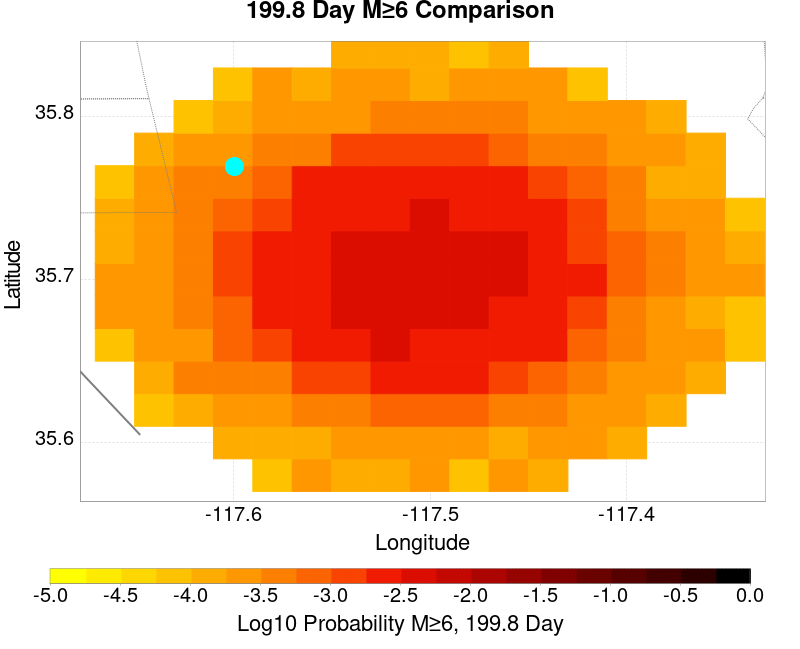 199.8 Day M≥6 Comparison
35.8
35.7
35.6
Latitude
-117.6 -117.5 -117.4
Longitude
-5.0 -4.5 -4.0 -3.5 -3.0 -2.5 -2.0 -1.5 -1.0 -0.5 0.0
Log10 Probability M≥6, 199.8 Day